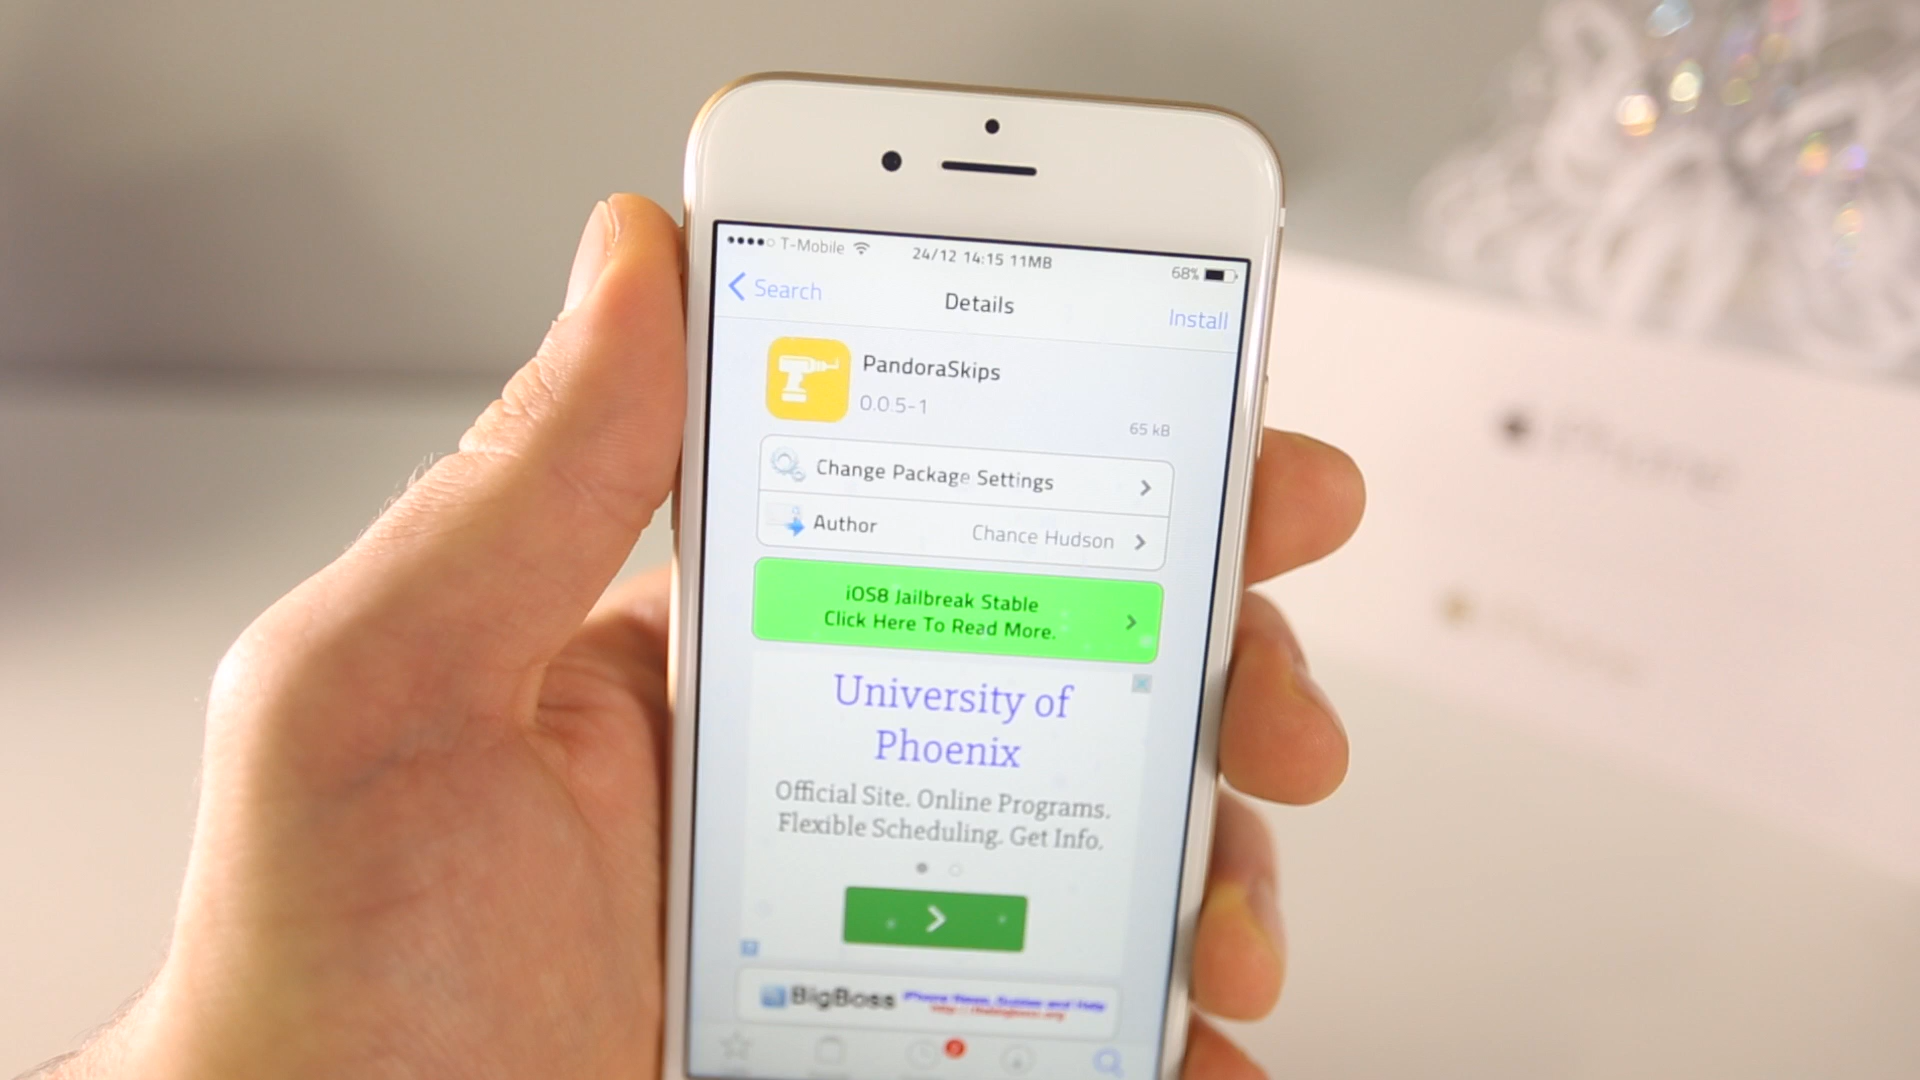 T-Mobile 24/12 14:15 11MB 68%
Search Details Install
PandoraSkips
0.0.5-1
65 kB
Change Package Settings
Author Chance Hudson
iOS8 Jailbreak Stable
Click Here To Read More.
University of
Phoenix
Official Site. Online Programs.
Flexible Scheduling. Get Info.
BigBoss